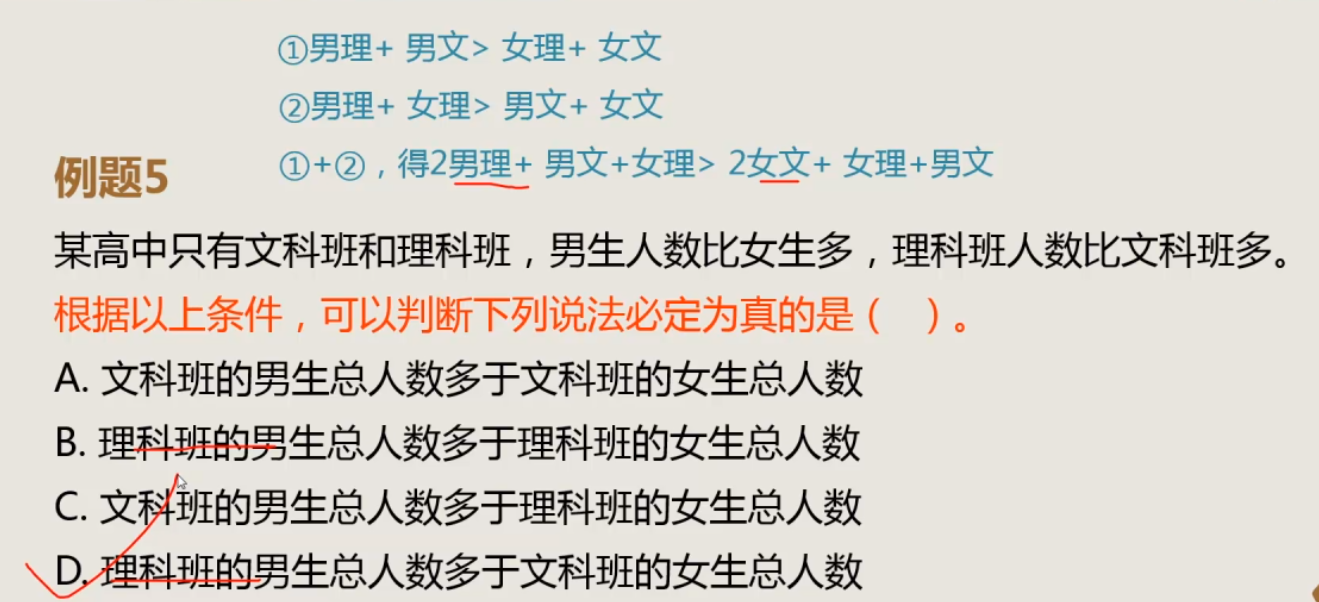 ①男理+ 男文> 女理+ 女文
②男理+ 女理> 男文+ 女文
①+②，得2男理+ 男文+女理> 2女文+ 女理+男文
例题5
某高中只有文科班和理科班，男生人数比女生多，理科班人数比文科班多。
根据以上条件，可以判断下列说法必定为真的是（　）。
A. 文科班的男生总人数多于文科班的女生总人数
B. 理科班的男生总人数多于理科班的女生总人数
C. 文科班的男生总人数多于理科班的女生总人数
D. 理科班的男生总人数多于文科班的女生总人数